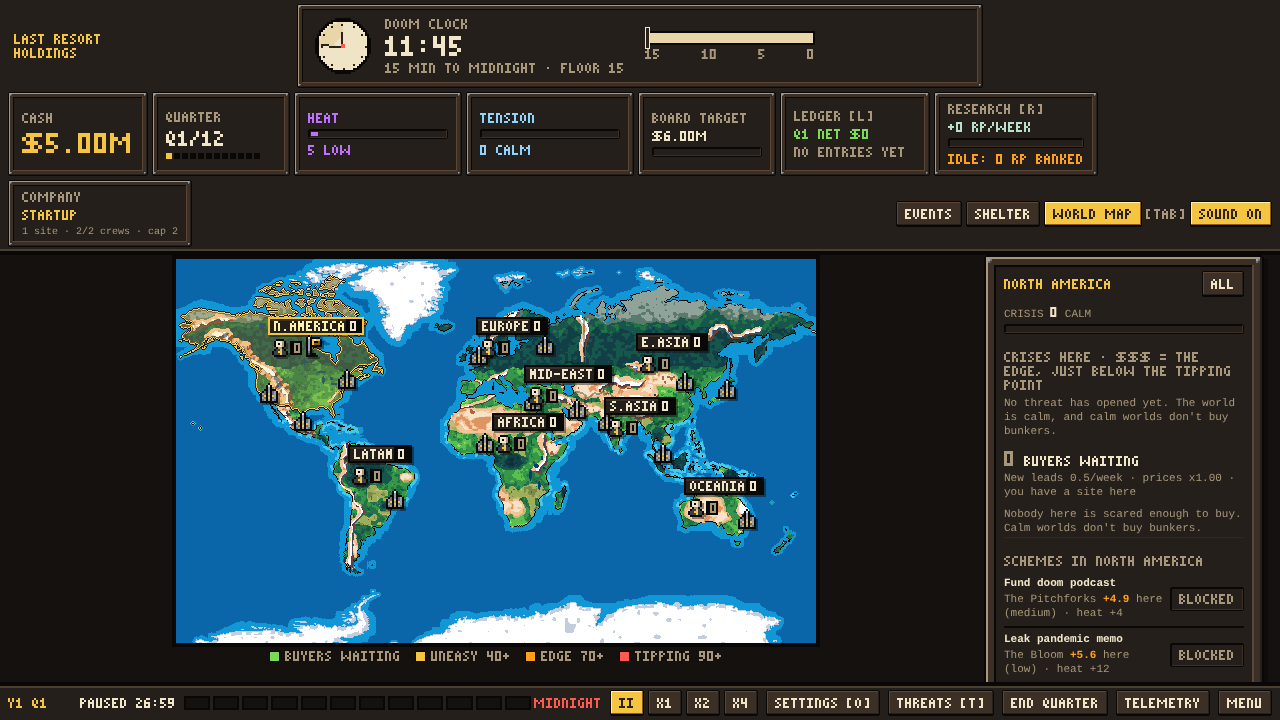 LAST RESORT
HOLDINGS
DOOM CLOCK
11:45
15 MIN TO MIDNIGHT · FLOOR 15
15 10 5 0
CASH
$5.00M
QUARTER
Q1/12
HEAT
5 LOW
TENSION
0 CALM
BOARD TARGET
$6.00M
LEDGER [L]
Q1 NET $0
NO ENTRIES YET
RESEARCH [R]
+0 RP/WEEK
IDLE: 0 RP BANKED
COMPANY
STARTUP
1 site · 2/2 crews · cap 2
EVENTS
SHELTER
WORLD MAP
[TAB]
SOUND ON
N.AMERICA 0
0
EUROPE 0
0
E.ASIA 0
0
MID-EAST 0
0
S.ASIA 0
0
AFRICA 0
0
LATAM 0
0
OCEANIA 0
0
BUYERS WAITING
UNEASY 40+
EDGE 70+
TIPPING 90+
NORTH AMERICA
ALL
CRISIS 0 CALM
CRISES HERE · $$$ = THE
EDGE, JUST BELOW THE TIPPING
POINT
No threat has opened yet. The world
is calm, and calm worlds don't buy
bunkers.
0 BUYERS WAITING
New leads 0.5/week · prices x1.00 ·
you have a site here
Nobody here is scared enough to buy.
Calm worlds don't buy bunkers.
SCHEMES IN NORTH AMERICA
Fund doom podcast
The Pitchforks +4.9 here
(medium) · heat +4
BLOCKED
Leak pandemic memo
The Bloom +5.6 here
(low) · heat +12
BLOCKED
Y1 Q1
PAUSED 26:59
MIDNIGHT
II
X1
X2
X4
SETTINGS [O]
THREATS [T]
END QUARTER
TELEMETRY
MENU